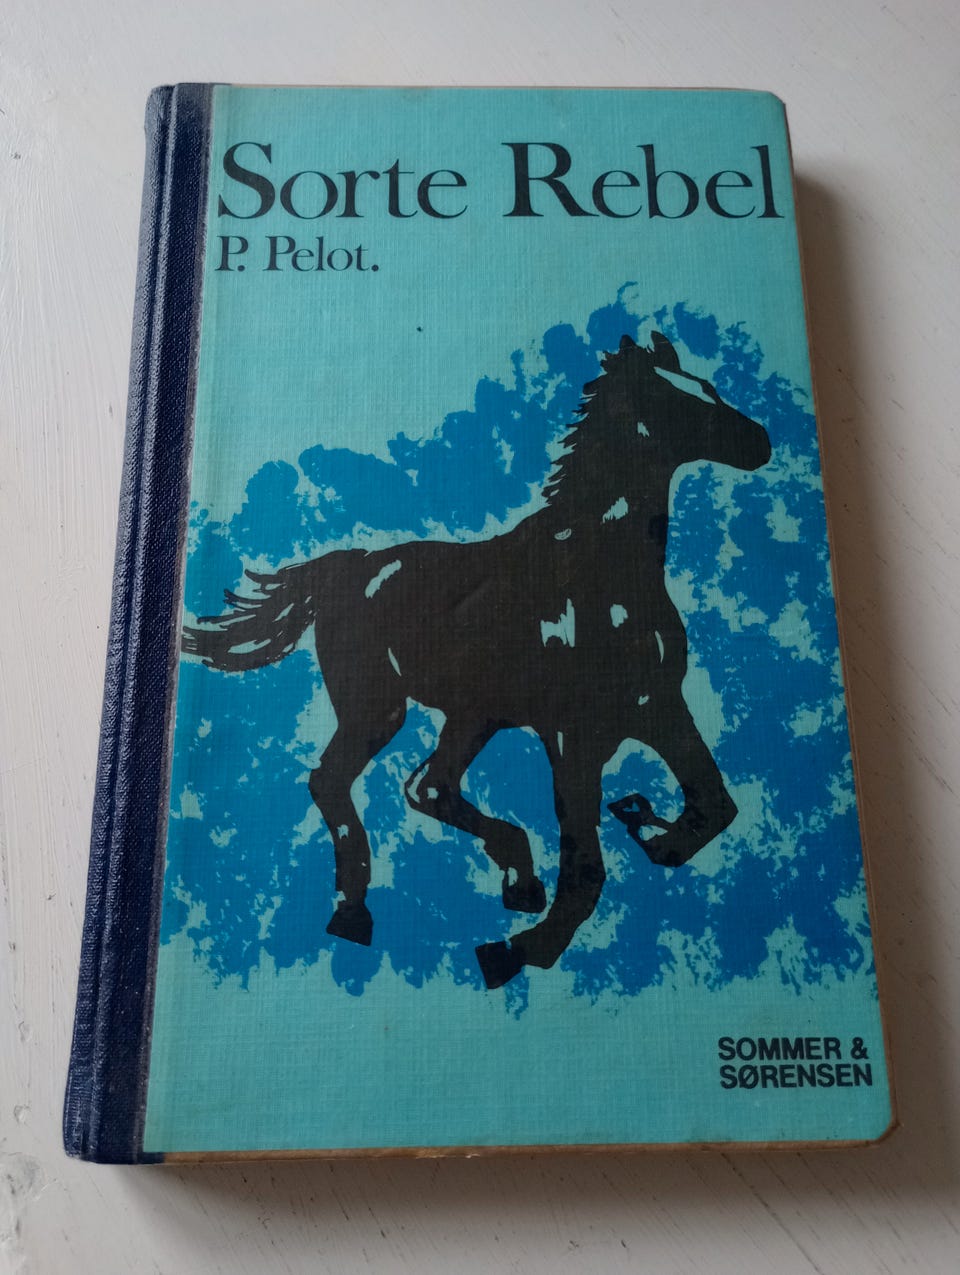 Sorte Rebel
P. Pelot.
SOMMER &
SØRENSEN